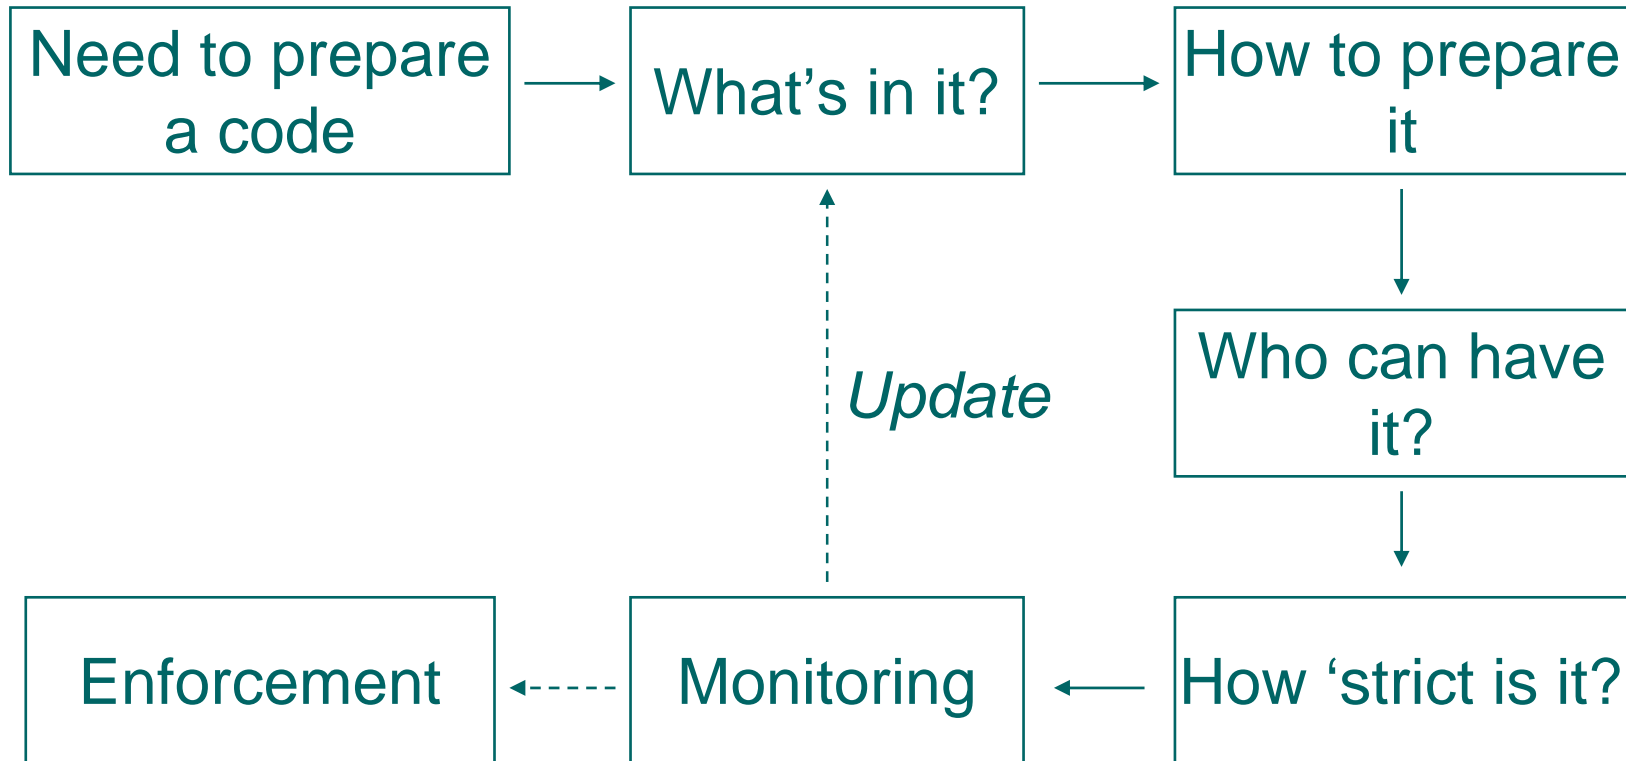 Need to prepare
a code
What’s in it?
How to prepare
it
Who can have
it?
Update
How ‘strict is it?
Monitoring
Enforcement